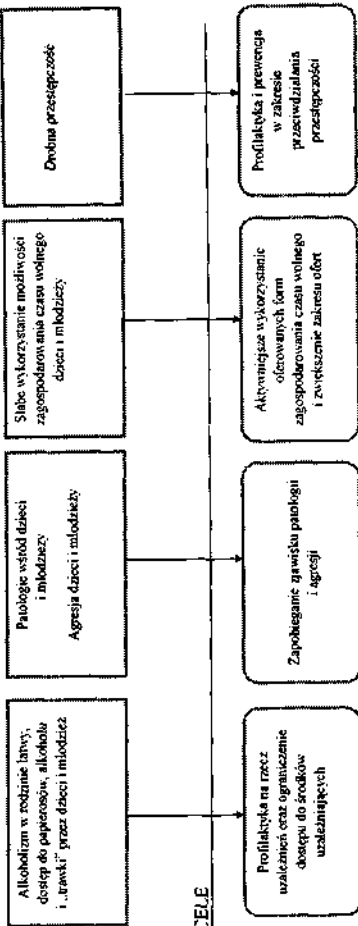 Alkoholizm w rodzinie łatwy,
dostęp do papierosów, alkoholu
i „trawki” przez dzieci i młodzież
Patologie wśród dzieci
i młodzieży
Agresja dzieci i młodzieży
Słabe wykorzystanie możliwości
zagospodarowania czasu wolnego
dzieci i młodzieży
Drobna przestępczość
CELE
Profilaktyka na rzecz
uzależnień oraz ograniczenie
dostępu do środków
uzależniających
Zapobieganie zjawisku patologii
i agresji
Aktywniejsze wykorzystanie
oferowanych form
zagospodarowania czasu wolnego
i zwiększenie zakresu ofert
Profilaktyka i prewencja
w zakresie
przeciwdziałania
przestępczości